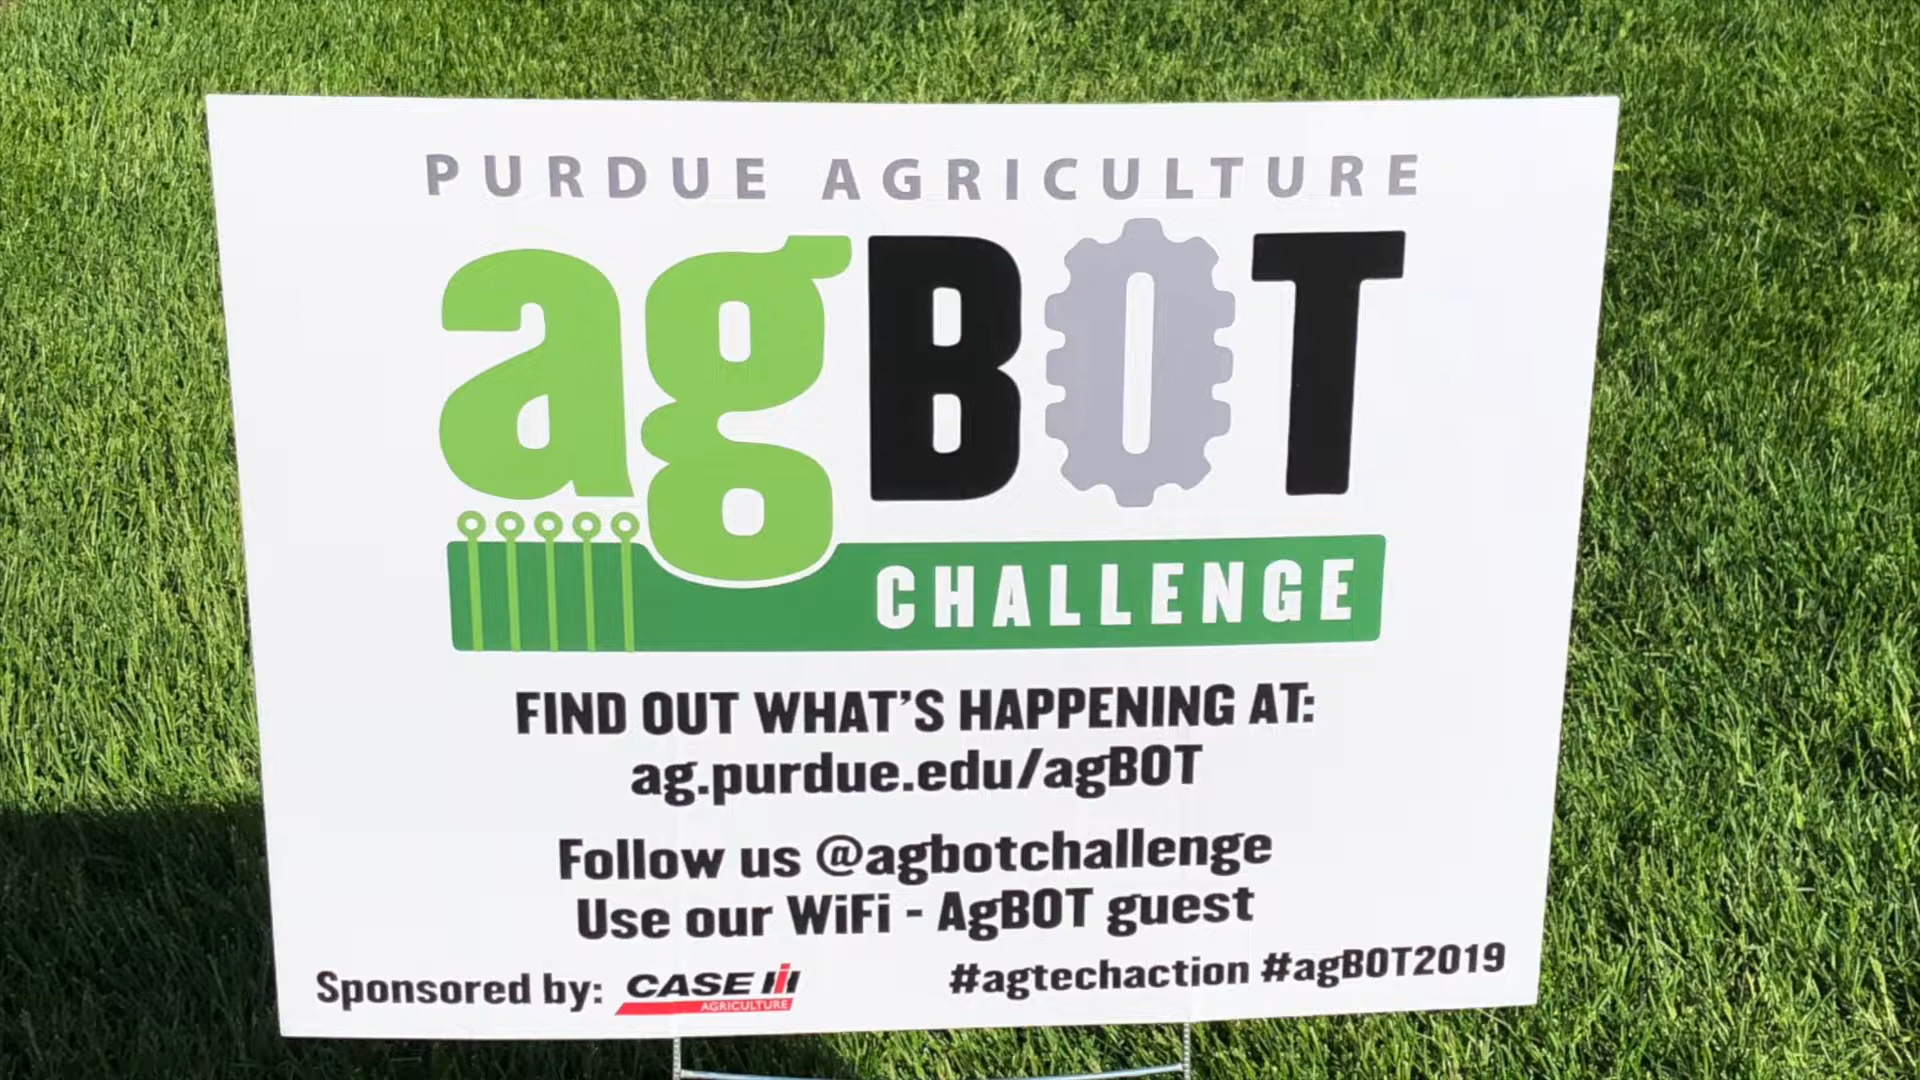 PURDUE AGRICULTURE
agBOT
CHALLENGE
FIND OUT WHAT'S HAPPENING AT:
ag.purdue.edu/agBOT
Follow us @agbotchallenge
Use our WiFi - AgBOT guest
#agtechaction #agBOT2019
Sponsored by: CASE IH
AGRICULTURE